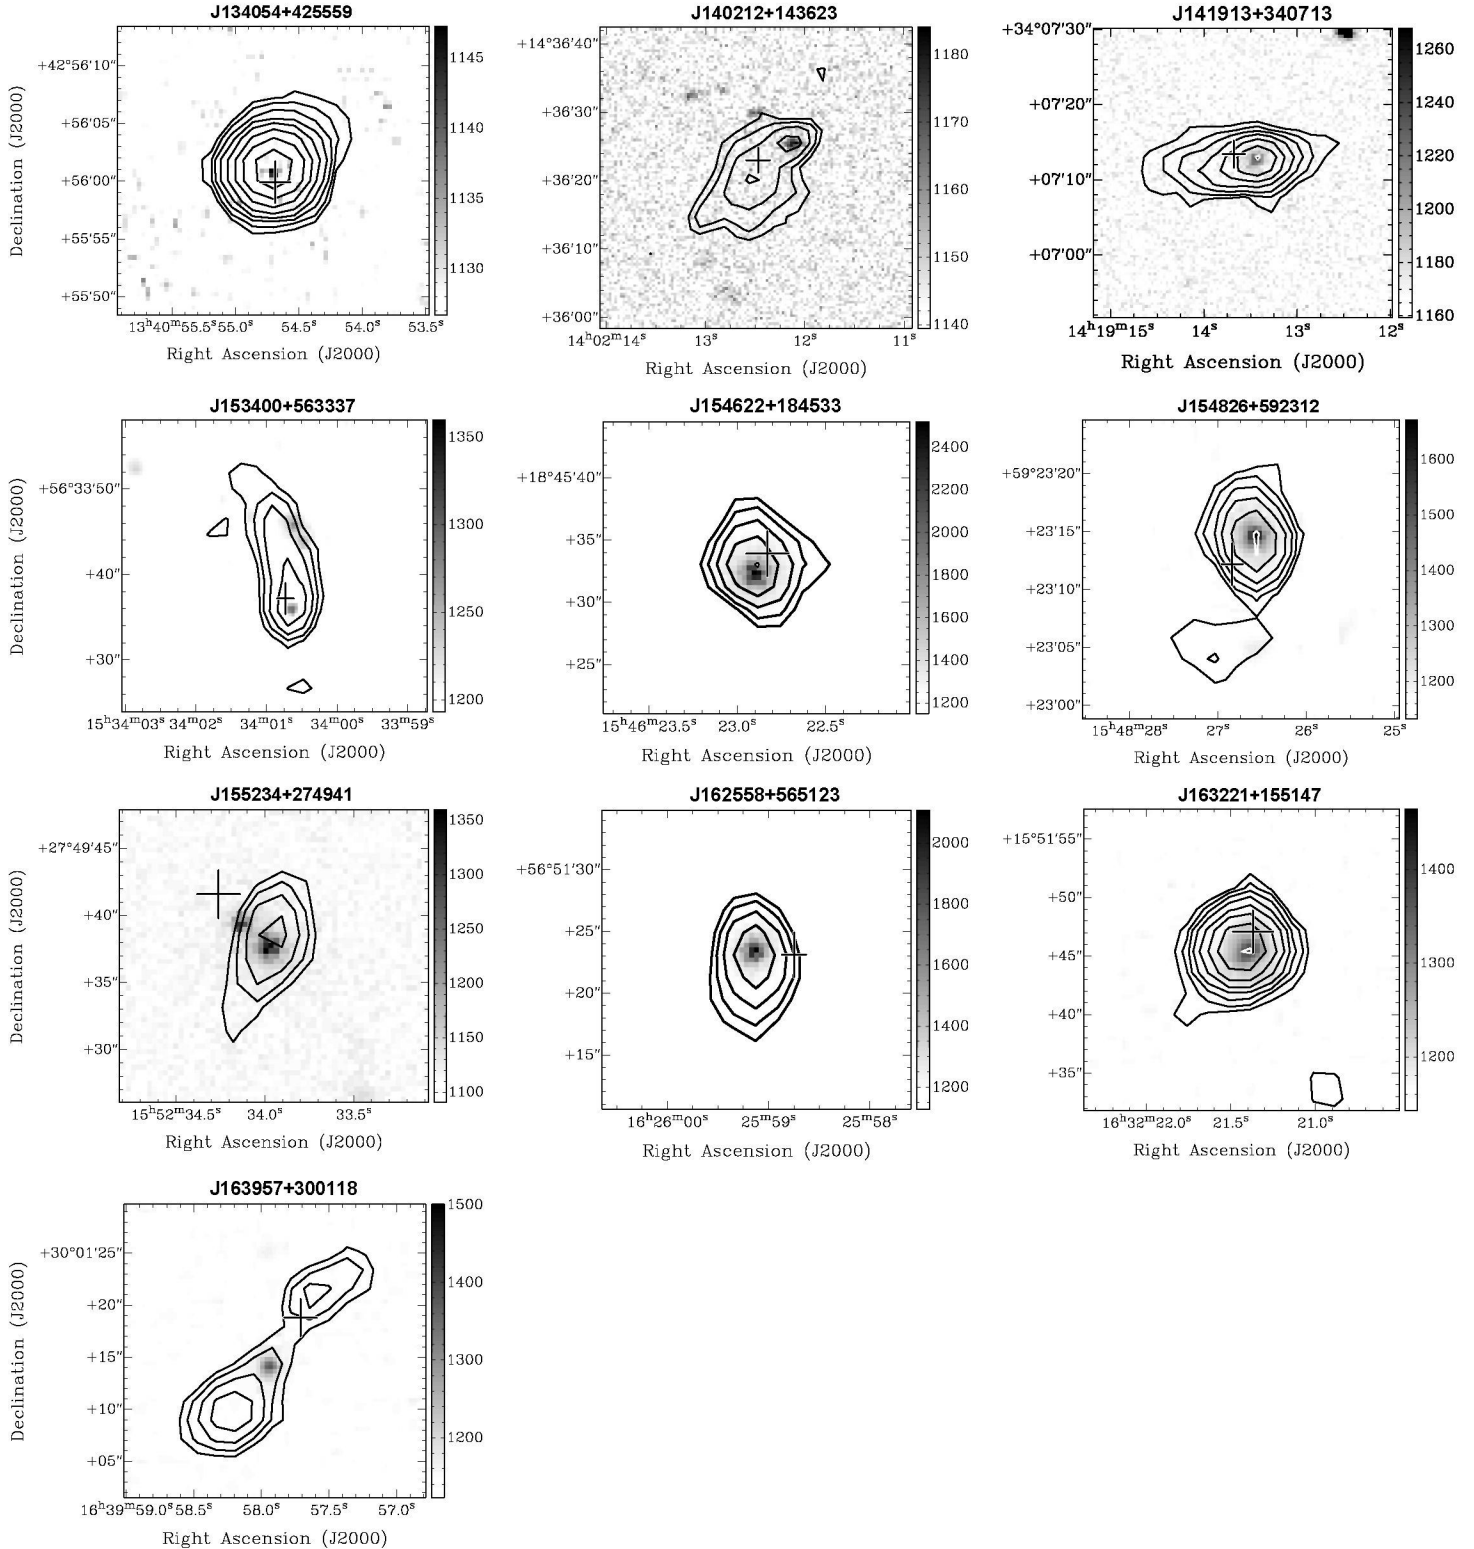 J134054+425559
J140212+143623
J141913+340713
Declination (J2000)
+42°56'10"
+56'05"
+56'00"
+55'55"
+55'50"
1145
1140
1135
1130
13ʰ40ᵐ55.5ˢ 55.0ˢ 54.5ˢ 54.0ˢ 53.5ˢ
Right Ascension (J2000)
+14°36'40"
+36'30"
+36'20"
+36'10"
+36'00"
1180
1170
1160
1150
1140
14ʰ02ᵐ14ˢ 13ˢ 12ˢ 11ˢ
Right Ascension (J2000)
+34°07'30"
+07'20"
+07'10"
+07'00"
1260
1240
1220
1200
1180
1160
14ʰ19ᵐ15ˢ 14ˢ 13ˢ 12ˢ
Right Ascension (J2000)
J153400+563337
J154622+184533
J154826+592312
Declination (J2000)
+56°33'50"
+40"
+30"
1350
1300
1250
1200
15ʰ34ᵐ03ˢ 34ᵐ02ˢ 34ᵐ01ˢ 34ᵐ00ˢ 33ᵐ59ˢ
Right Ascension (J2000)
+18°45'40"
+35"
+30"
+25"
2400
2200
2000
1800
1600
1400
1200
15ʰ46ᵐ23.5ˢ 23.0ˢ 22.5ˢ
Right Ascension (J2000)
+59°23'20"
+23'15"
+23'10"
+23'05"
+23'00"
1600
1500
1400
1300
1200
15ʰ48ᵐ28ˢ 27ˢ 26ˢ 25ˢ
Right Ascension (J2000)
J155234+274941
J162558+565123
J163221+155147
Declination (J2000)
+27°49'45"
+40"
+35"
+30"
1350
1300
1250
1200
1150
1100
15ʰ52ᵐ34.5ˢ 34.0ˢ 33.5ˢ
Right Ascension (J2000)
+56°51'30"
+25"
+20"
+15"
2000
1800
1600
1400
1200
16ʰ26ᵐ00ˢ 25ᵐ59ˢ 25ᵐ58ˢ
Right Ascension (J2000)
+15°51'55"
+50"
+45"
+40"
+35"
1400
1300
1200
16ʰ32ᵐ22.0ˢ 21.5ˢ 21.0ˢ
Right Ascension (J2000)
J163957+300118
Declination (J2000)
+30°01'25"
+20"
+15"
+10"
+05"
1500
1400
1300
1200
16ʰ39ᵐ59.0ˢ 58.5ˢ 58.0ˢ 57.5ˢ 57.0ˢ
Right Ascension (J2000)